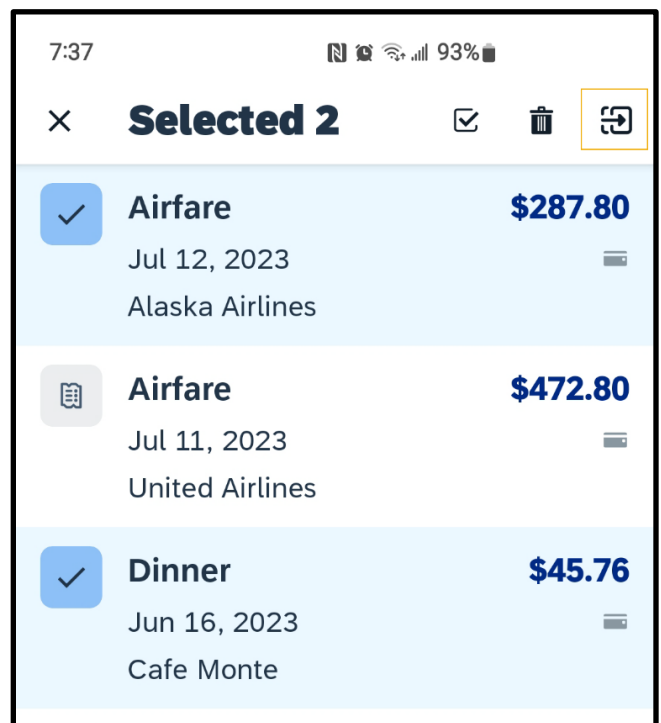 7:37 93%
Selected 2
Airfare $287.80
Jul 12, 2023
Alaska Airlines
Airfare $472.80
Jul 11, 2023
United Airlines
Dinner $45.76
Jun 16, 2023
Cafe Monte